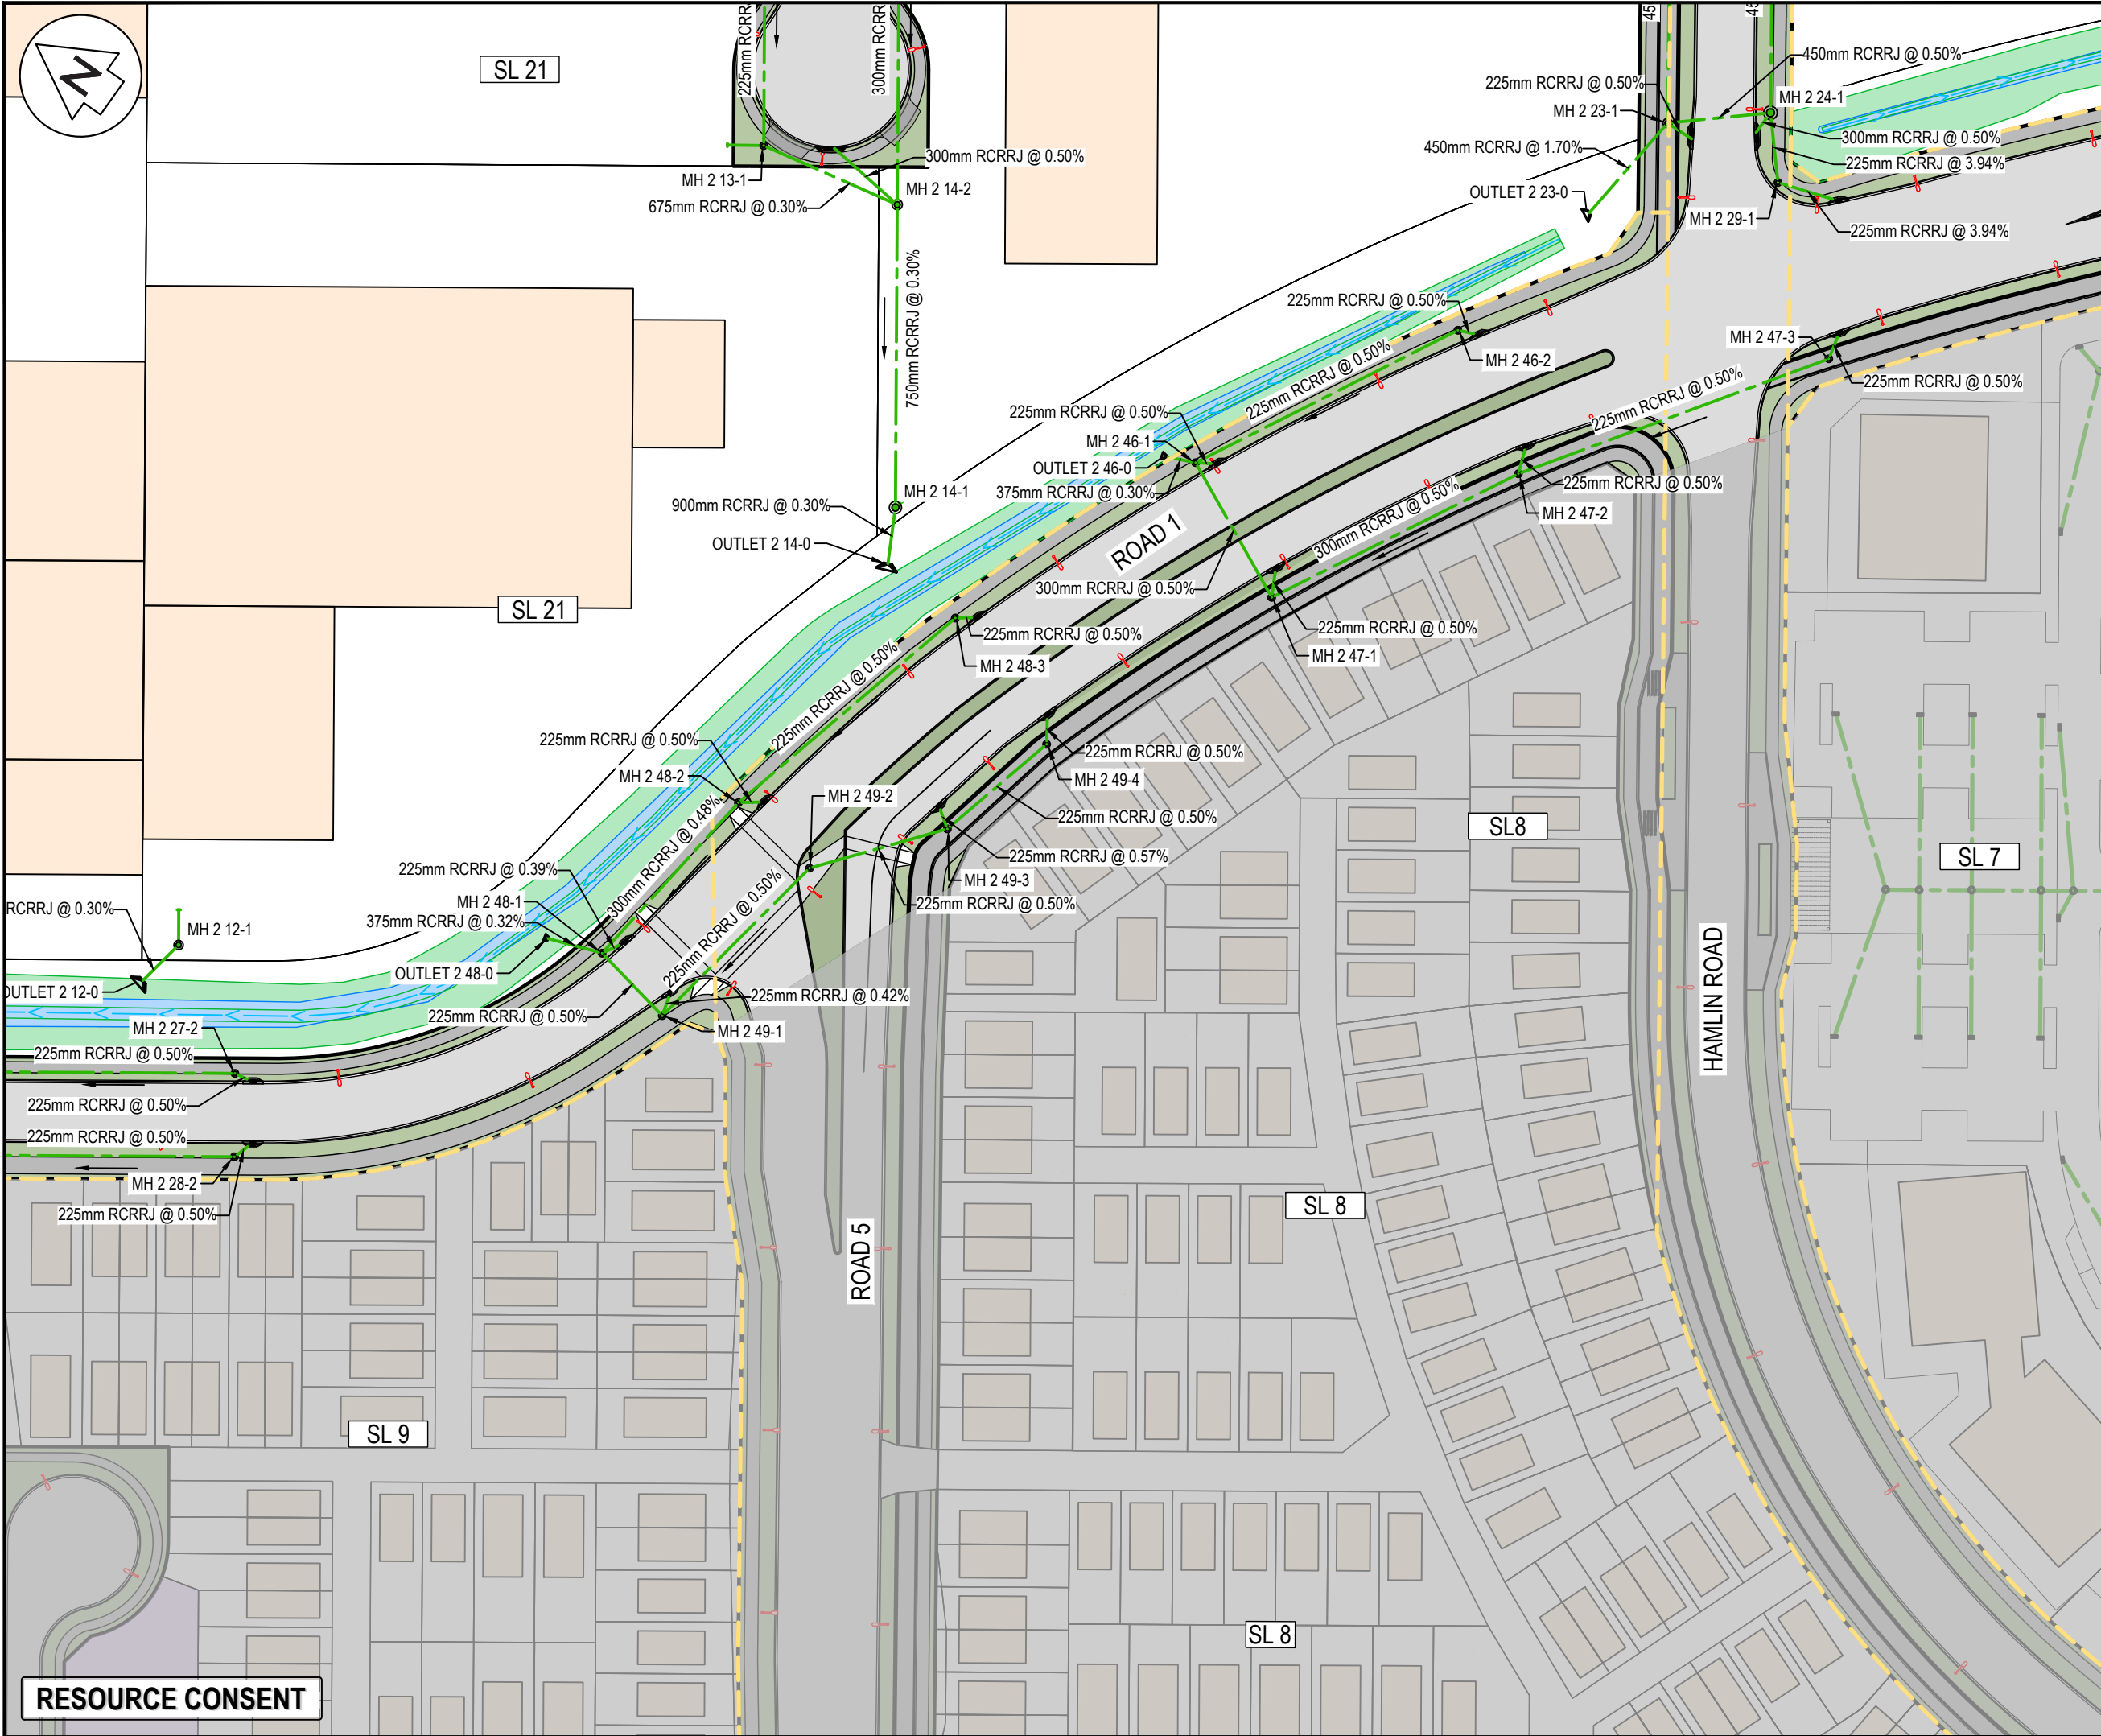 N
SL 21
225mm RCRR
300mm RCRR
45
45
450mm RCRRJ @ 0.50%
225mm RCRRJ @ 0.50%
MH 2 24-1
MH 2 23-1
300mm RCRRJ @ 0.50%
450mm RCRRJ @ 1.70%
225mm RCRRJ @ 3.94%
OUTLET 2 23-0
MH 2 29-1
225mm RCRRJ @ 3.94%
300mm RCRRJ @ 0.50%
MH 2 13-1
MH 2 14-2
675mm RCRRJ @ 0.30%
750mm RCRRJ @ 0.30%
225mm RCRRJ @ 0.50%
MH 2 46-2
225mm RCRRJ @ 0.50%
MH 2 47-3
225mm RCRRJ @ 0.50%
225mm RCRRJ @ 0.50%
225mm RCRRJ @ 0.50%
MH 2 46-1
OUTLET 2 46-0
375mm RCRRJ @ 0.30%
225mm RCRRJ @ 0.50%
MH 2 47-2
300mm RCRRJ @ 0.50%
MH 2 14-1
900mm RCRRJ @ 0.30%
OUTLET 2 14-0
ROAD 1
300mm RCRRJ @ 0.50%
SL 21
225mm RCRRJ @ 0.50%
MH 2 48-3
225mm RCRRJ @ 0.50%
MH 2 47-1
225mm RCRRJ @ 0.50%
225mm RCRRJ @ 0.50%
MH 2 48-2
225mm RCRRJ @ 0.50%
MH 2 49-4
MH 2 49-2
225mm RCRRJ @ 0.50%
SL8
SL 7
300mm RCRRJ @ 0.48%
225mm RCRRJ @ 0.57%
MH 2 49-3
225mm RCRRJ @ 0.50%
225mm RCRRJ @ 0.39%
MH 2 48-1
375mm RCRRJ @ 0.32%
OUTLET 2 48-0
225mm RCRRJ @ 0.50%
RCRRJ @ 0.30%
MH 2 12-1
OUTLET 2 12-0
225mm RCRRJ @ 0.42%
225mm RCRRJ @ 0.50%
MH 2 49-1
MH 2 27-2
225mm RCRRJ @ 0.50%
225mm RCRRJ @ 0.50%
225mm RCRRJ @ 0.50%
MH 2 28-2
225mm RCRRJ @ 0.50%
HAMLIN ROAD
SL 8
ROAD 5
SL 9
SL 8
RESOURCE CONSENT